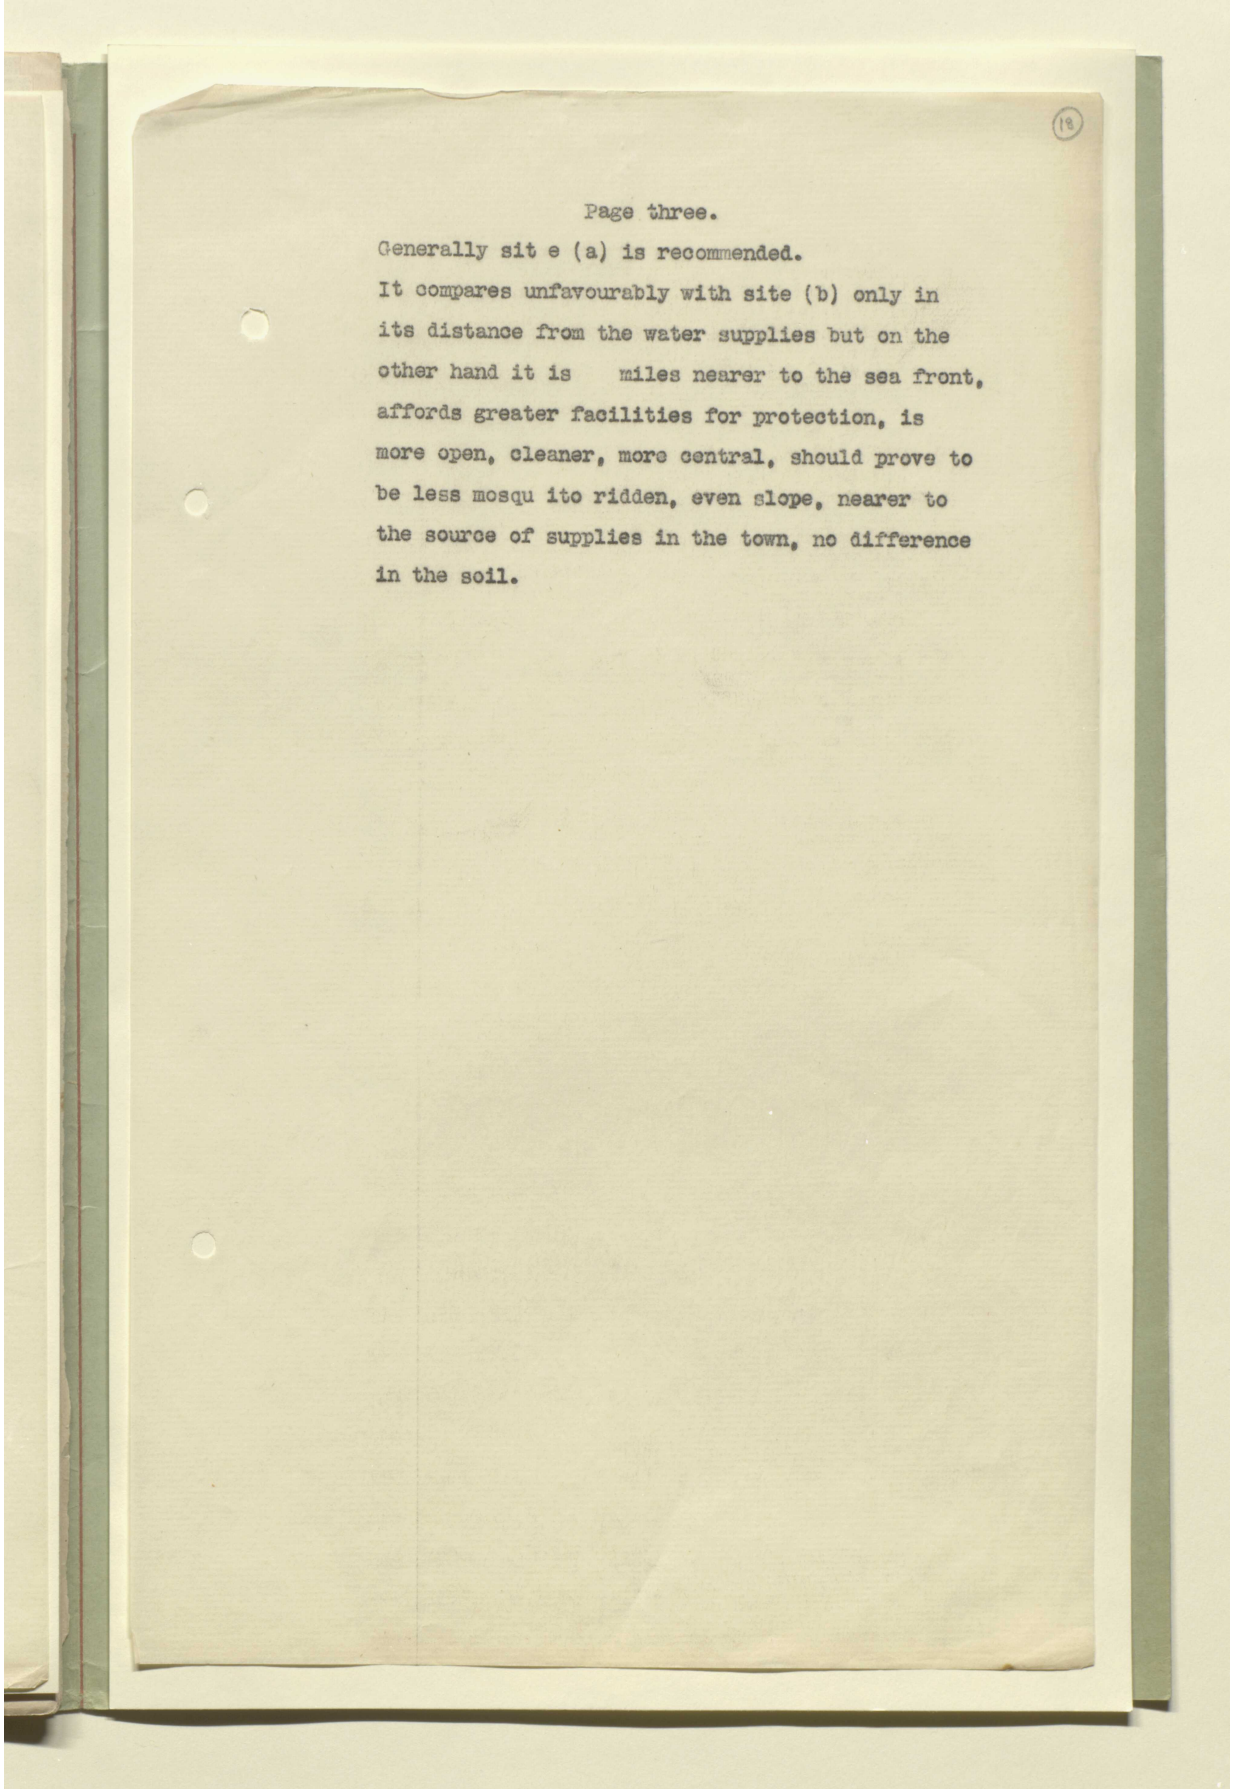 18
Page three.
Generally sit e (a) is recommended.
It compares unfavourably with site (b) only in
its distance from the water supplies but on the
other hand it is    miles nearer to the sea front,
affords greater facilities for protection, is
more open, cleaner, more central, should prove to
be less mosqu ito ridden, even slope, nearer to
the source of supplies in the town, no difference
in the soil.